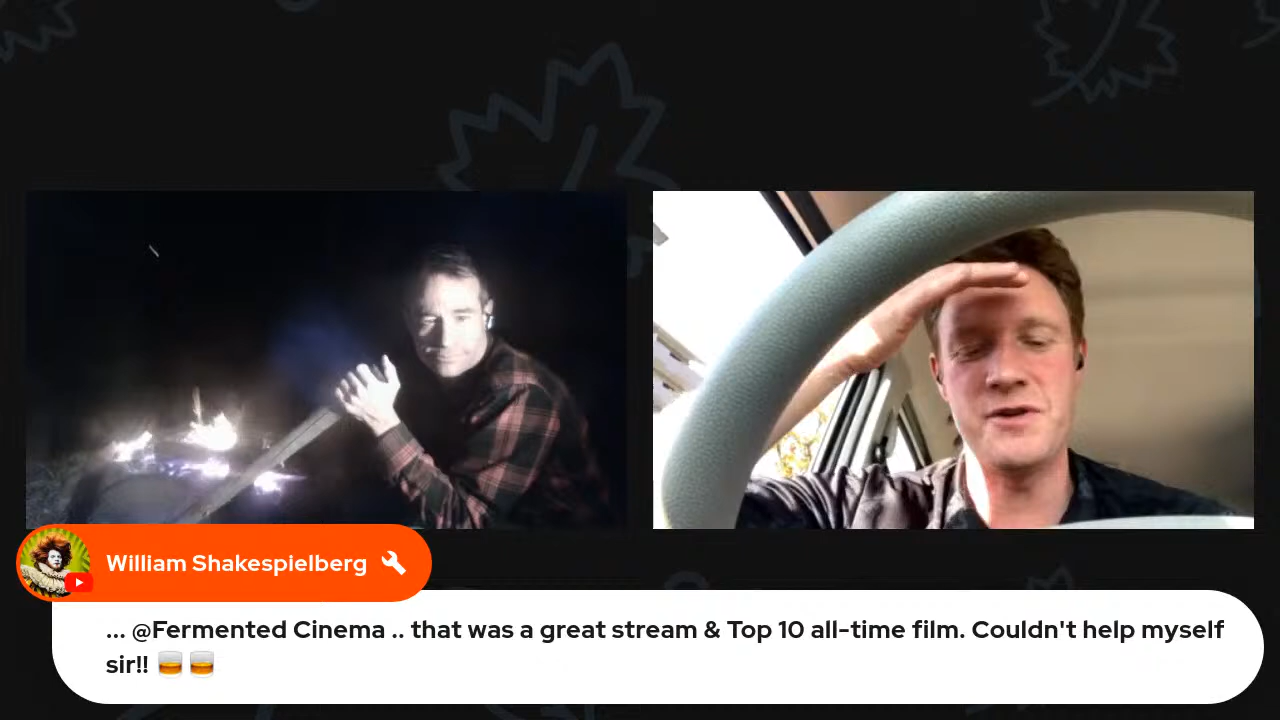 William Shakespielberg
... @Fermented Cinema .. that was a great stream & Top 10 all-time film. Couldn't help myself
sir!! 🥃🥃